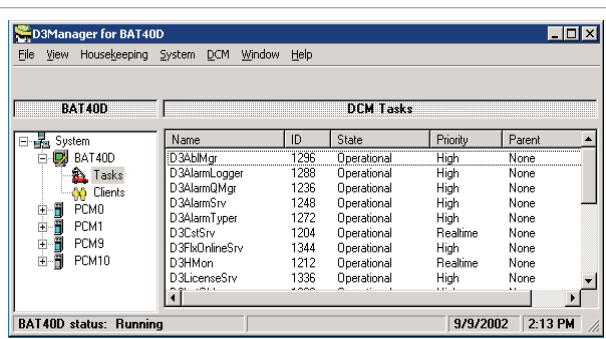 D3Manager for BAT40D
File View Housekeeping System DCM Window Help
BAT40D DCM Tasks
System
BAT40D
Tasks
Clients
PCM0
PCM1
PCM9
PCM10
Name ID State Priority Parent
D3AblMgr 1296 Operational High None
D3AlarmLogger 1288 Operational High None
D3AlarmQMgr 1236 Operational High None
D3AlarmSrv 1248 Operational High None
D3AlarmTyper 1272 Operational High None
D3CstSrv 1204 Operational Realtime None
D3FlxOnlineSrv 1344 Operational High None
D3HMon 1212 Operational Realtime None
D3LicenseSrv 1336 Operational High None
BAT40D status: Running 9/9/2002 2:13 PM